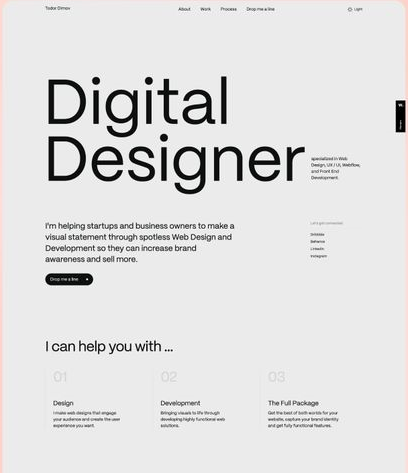 Todor Dimov
About Work Process Drop me a line
Light
Digital
Designer
specialized in Web
Design, UX / UI, Webflow,
and Front End
Development.
I'm helping startups and business owners to make a
visual statement through spotless Web Design and
Development so they can increase brand
awareness and sell more.
Let's get connected
Dribbble
Behance
LinkedIn
Instagram
Drop me a line
I can help you with ...
01
02
03
Design
I make web designs that engage
your audience and create the user
experience you want.
Development
Bringing visuals to life through
developing highly functional web
solutions.
The Full Package
Get the best of both worlds for your
website, capture your brand identity
and get fully functional features.